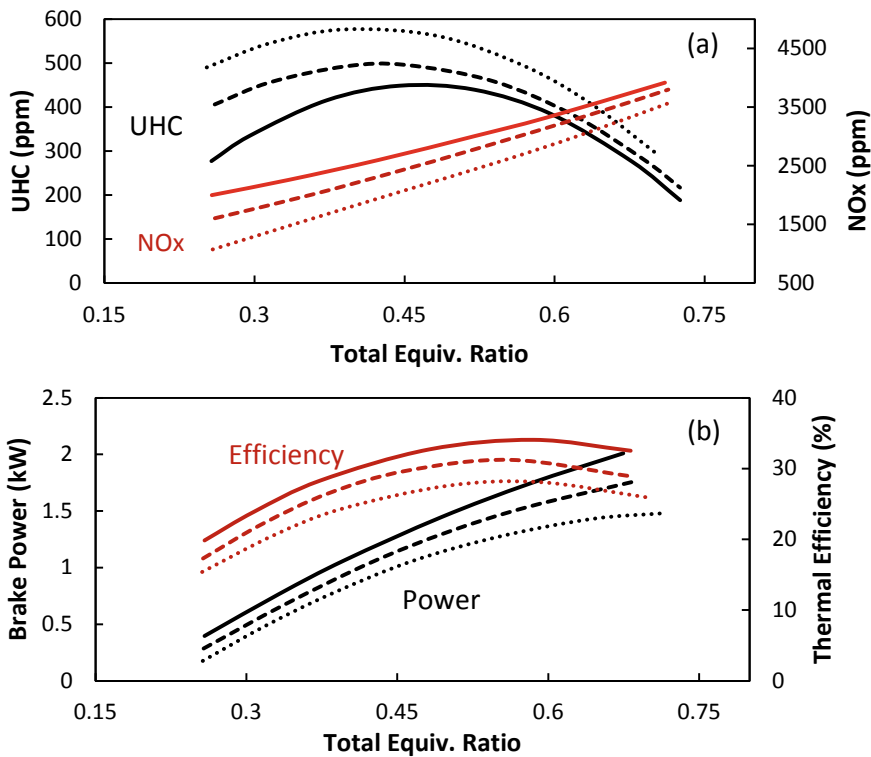 600
500
400
300
200
100
0
UHC (ppm)
(a)
UHC
NOx
4500
3500
2500
1500
500
NOx (ppm)
0.15 0.3 0.45 0.6 0.75
Total Equiv. Ratio
2.5
2
1.5
1
0.5
0
Brake Power (kW)
(b)
Efficiency
Power
40
30
20
10
0
Thermal Efficiency (%)
0.15 0.3 0.45 0.6 0.75
Total Equiv. Ratio